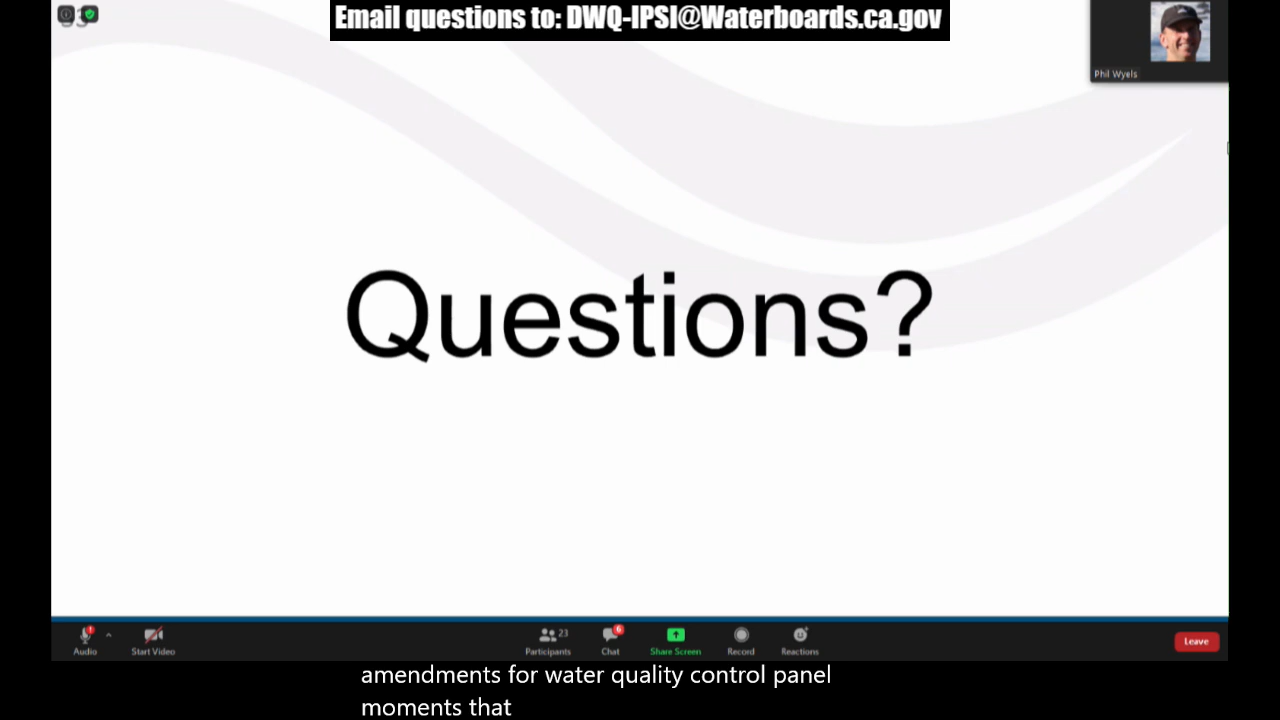 Email questions to: DWQ-IPSI@Waterboards.ca.gov
Phil Wyels
Questions?
Audio
Start Video
Participants
23
Chat
6
Share Screen
Record
Reactions
Leave
amendments for water quality control panel
moments that